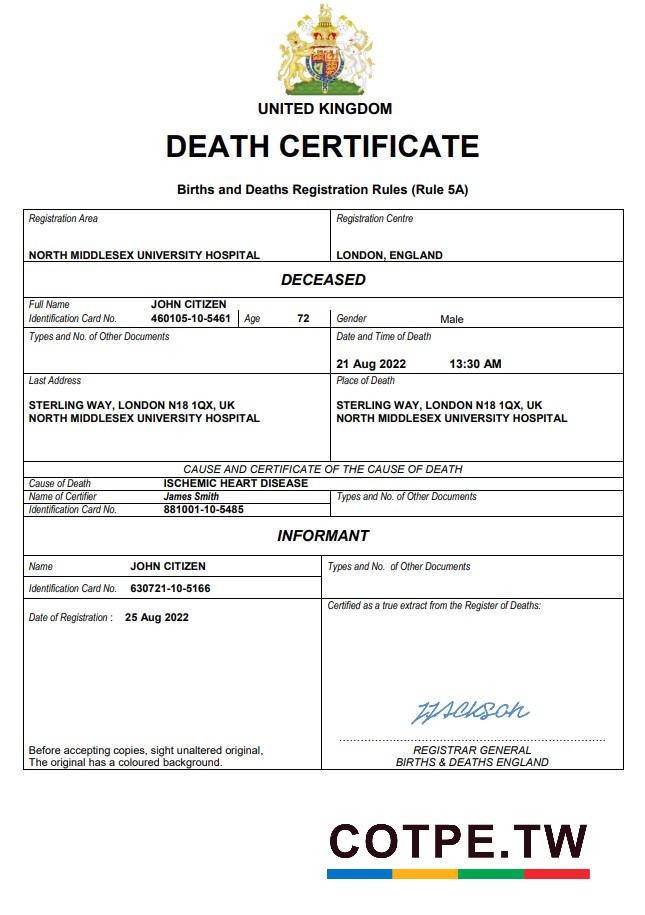 UNITED KINGDOM
DEATH CERTIFICATE
Births and Deaths Registration Rules (Rule 5A)
Registration Area
Registration Centre
NORTH MIDDLESEX UNIVERSITY HOSPITAL
LONDON, ENGLAND
DECEASED
Full Name JOHN CITIZEN
Identification Card No. 460105-10-5461 Age 72 Gender Male
Types and No. of Other Documents
Date and Time of Death
21 Aug 2022 13:30 AM
Last Address
STERLING WAY, LONDON N18 1QX, UK
NORTH MIDDLESEX UNIVERSITY HOSPITAL
Place of Death
STERLING WAY, LONDON N18 1QX, UK
NORTH MIDDLESEX UNIVERSITY HOSPITAL
CAUSE AND CERTIFICATE OF THE CAUSE OF DEATH
Cause of Death ISCHEMIC HEART DISEASE
Name of Certifier James Smith
Identification Card No. 881001-10-5485
Types and No. of Other Documents
INFORMANT
Name JOHN CITIZEN
Identification Card No. 630721-10-5166
Types and No. of Other Documents
Date of Registration : 25 Aug 2022
Before accepting copies, sight unaltered original,
The original has a coloured background.
Certified as a true extract from the Register of Deaths:
REGISTRAR GENERAL
BIRTHS & DEATHS ENGLAND
COTPE.TW